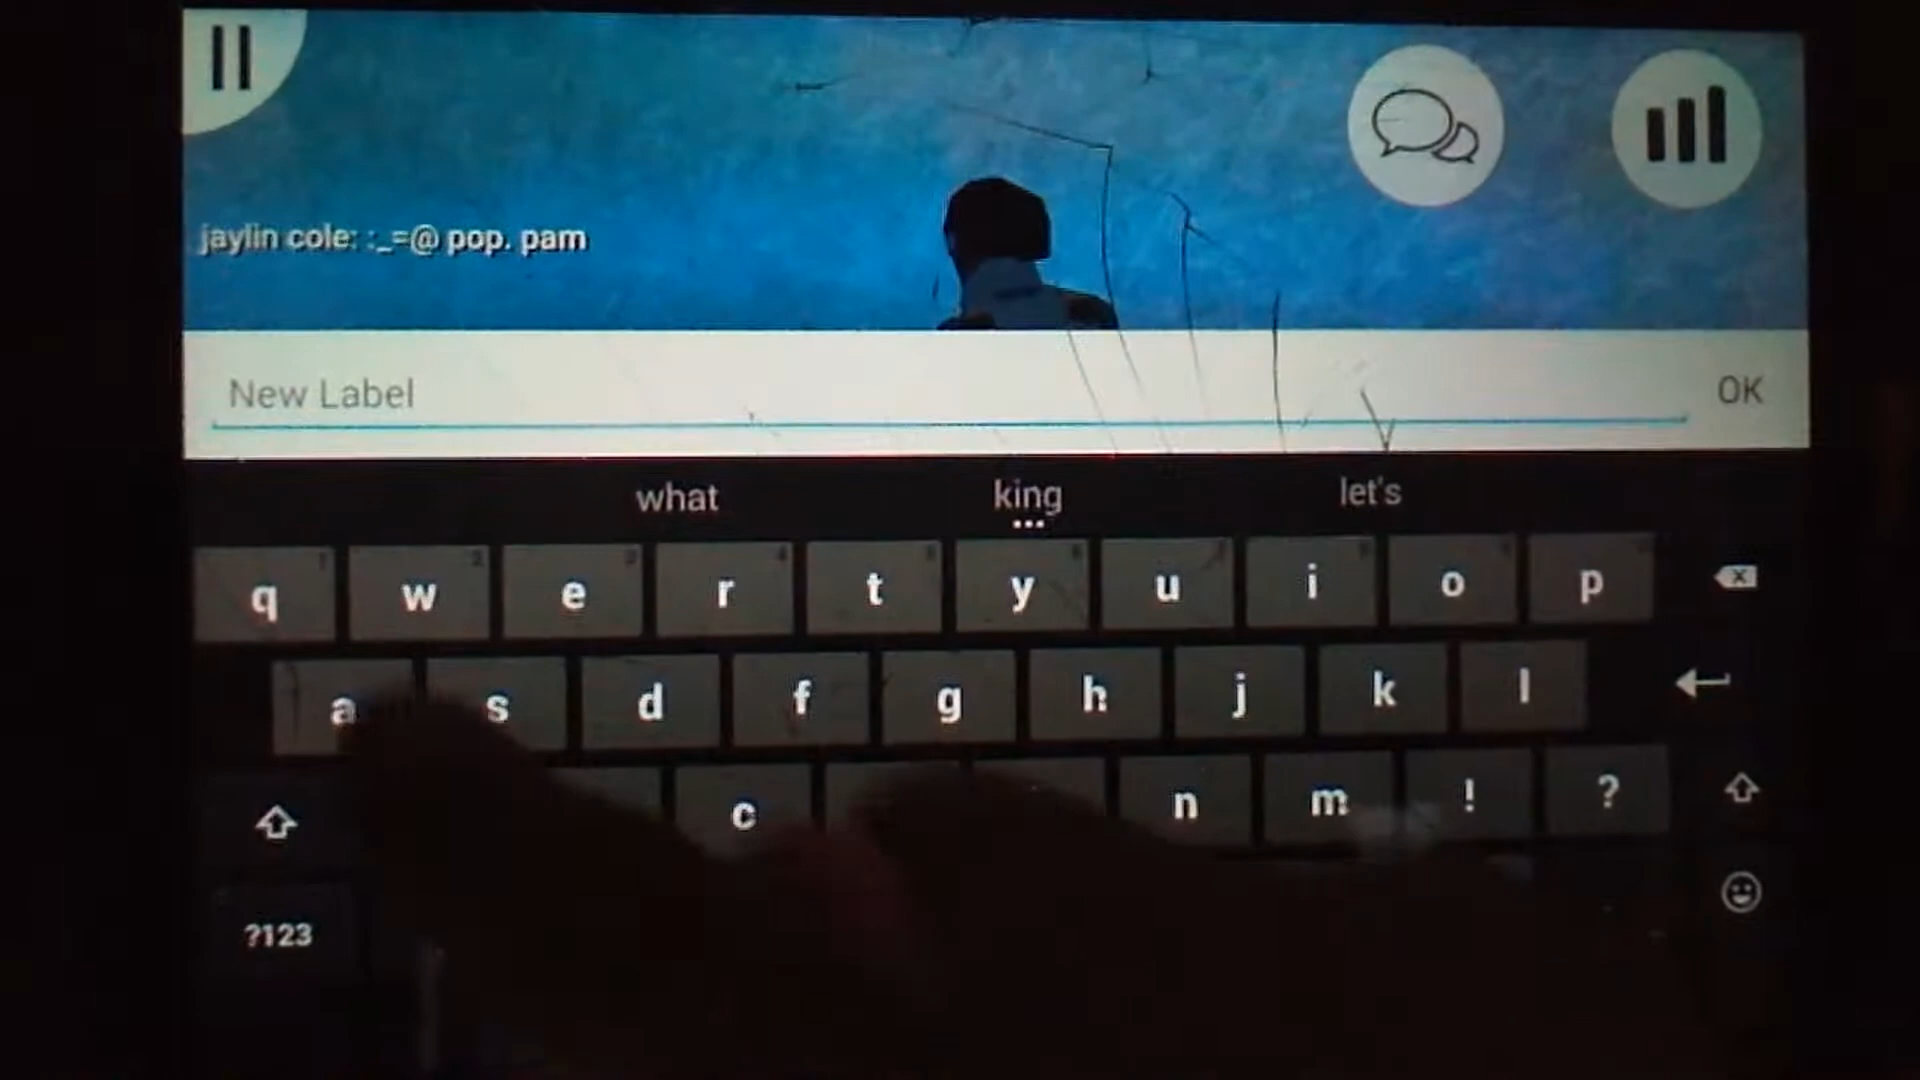 jaylin cole: :_=@ pop. pam
New Label
OK
what king let's
q w e r t y u i o p
a s d f g h j k l
c n m ! ?
?123